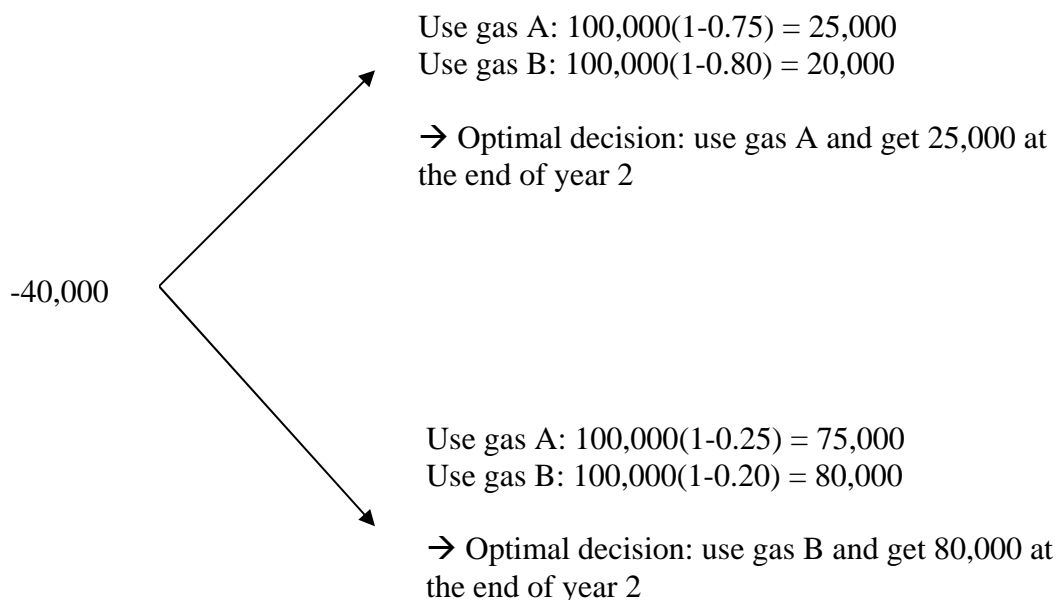 Use gas A: 100,000(1-0.75) = 25,000
Use gas B: 100,000(1-0.80) = 20,000
→ Optimal decision: use gas A and get 25,000 at
the end of year 2
-40,000
Use gas A: 100,000(1-0.25) = 75,000
Use gas B: 100,000(1-0.20) = 80,000
→ Optimal decision: use gas B and get 80,000 at
the end of year 2